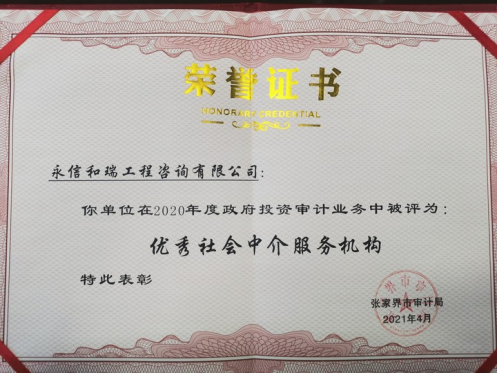 荣誉证书
HONORARY CREDENTIAL
永信和瑞工程咨询有限公司:
你单位在2020年度政府投资审计业务中被评为:
优秀社会中介服务机构
特此表彰
张家界市审计局
2021年4月